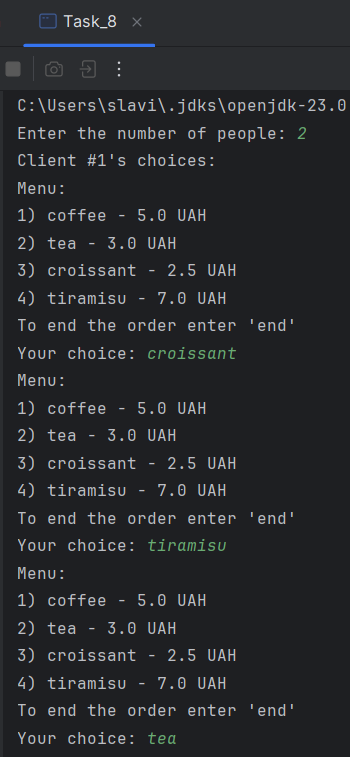 Task_8
C:\Users\slavi\.jdks\openjdk-23.0
Enter the number of people: 2
Client #1's choices:
Menu:
1) coffee - 5.0 UAH
2) tea - 3.0 UAH
3) croissant - 2.5 UAH
4) tiramisu - 7.0 UAH
To end the order enter 'end'
Your choice: croissant
Menu:
1) coffee - 5.0 UAH
2) tea - 3.0 UAH
3) croissant - 2.5 UAH
4) tiramisu - 7.0 UAH
To end the order enter 'end'
Your choice: tiramisu
Menu:
1) coffee - 5.0 UAH
2) tea - 3.0 UAH
3) croissant - 2.5 UAH
4) tiramisu - 7.0 UAH
To end the order enter 'end'
Your choice: tea